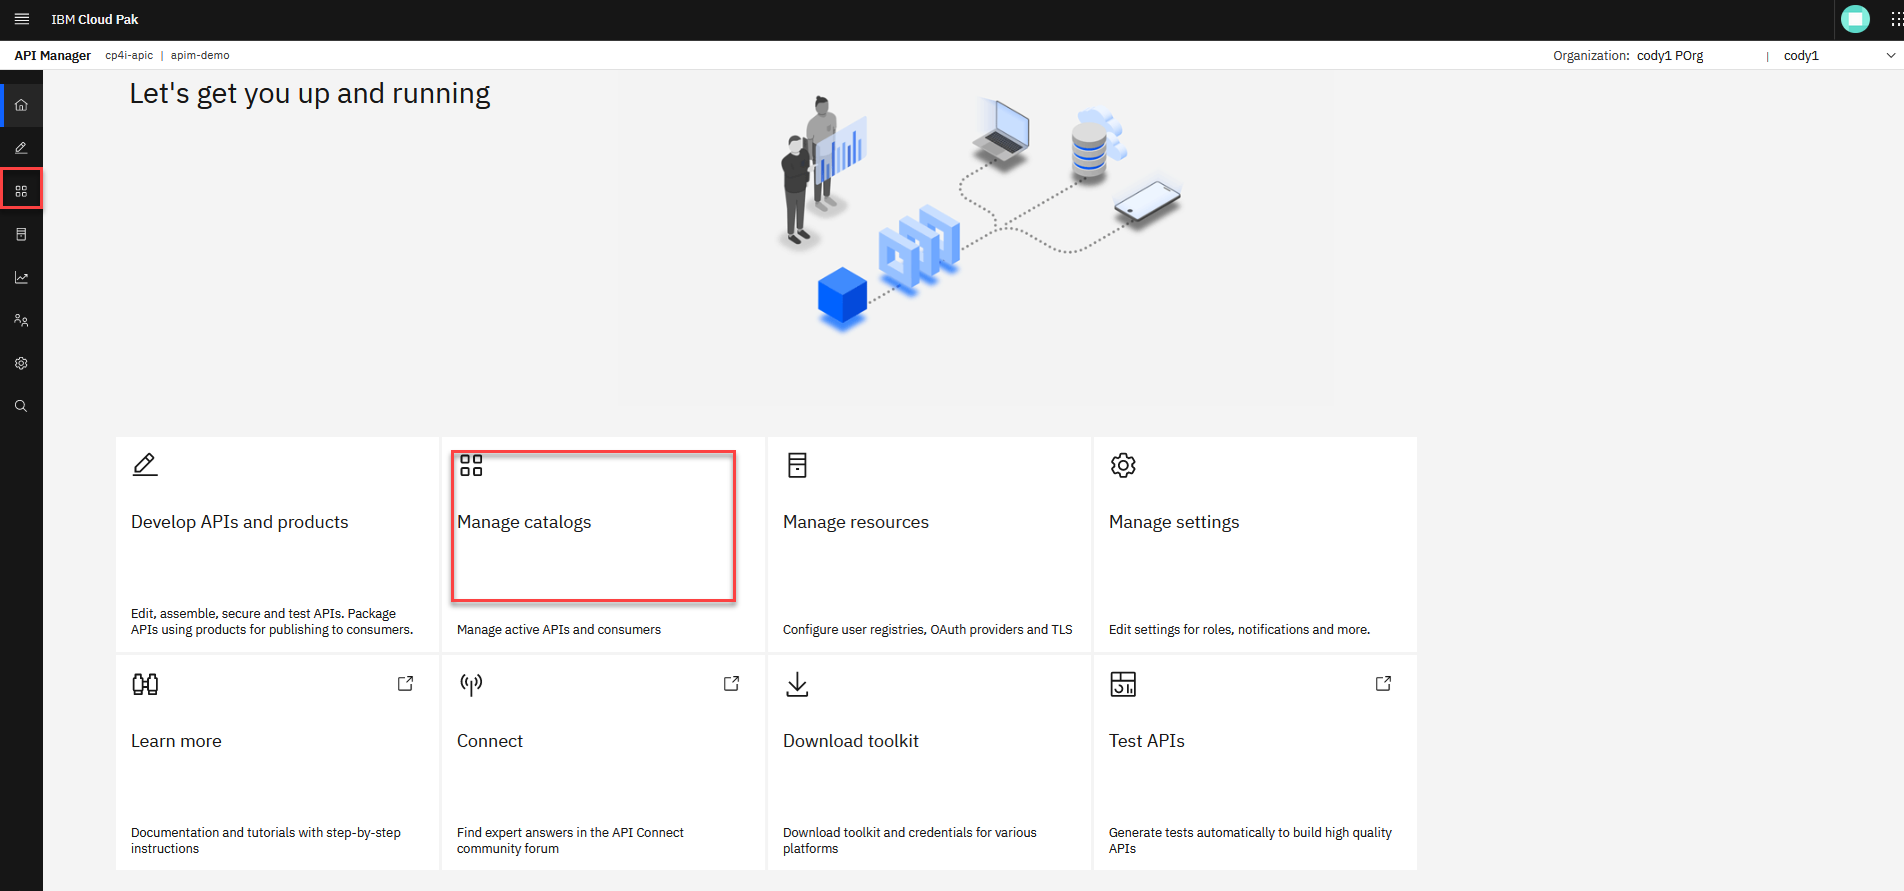 IBM Cloud Pak
API Manager cp4i-apic | apim-demo Organization: cody1 POrg | cody1
Let's get you up and running
Develop APIs and products
Edit, assemble, secure and test APIs. Package
APIs using products for publishing to consumers.
Manage catalogs
Manage active APIs and consumers
Manage resources
Configure user registries, OAuth providers and TLS
Manage settings
Edit settings for roles, notifications and more.
Learn more
Documentation and tutorials with step-by-step
instructions
Connect
Find expert answers in the API Connect
community forum
Download toolkit
Download toolkit and credentials for various
platforms
Test APIs
Generate tests automatically to build high quality
APIs